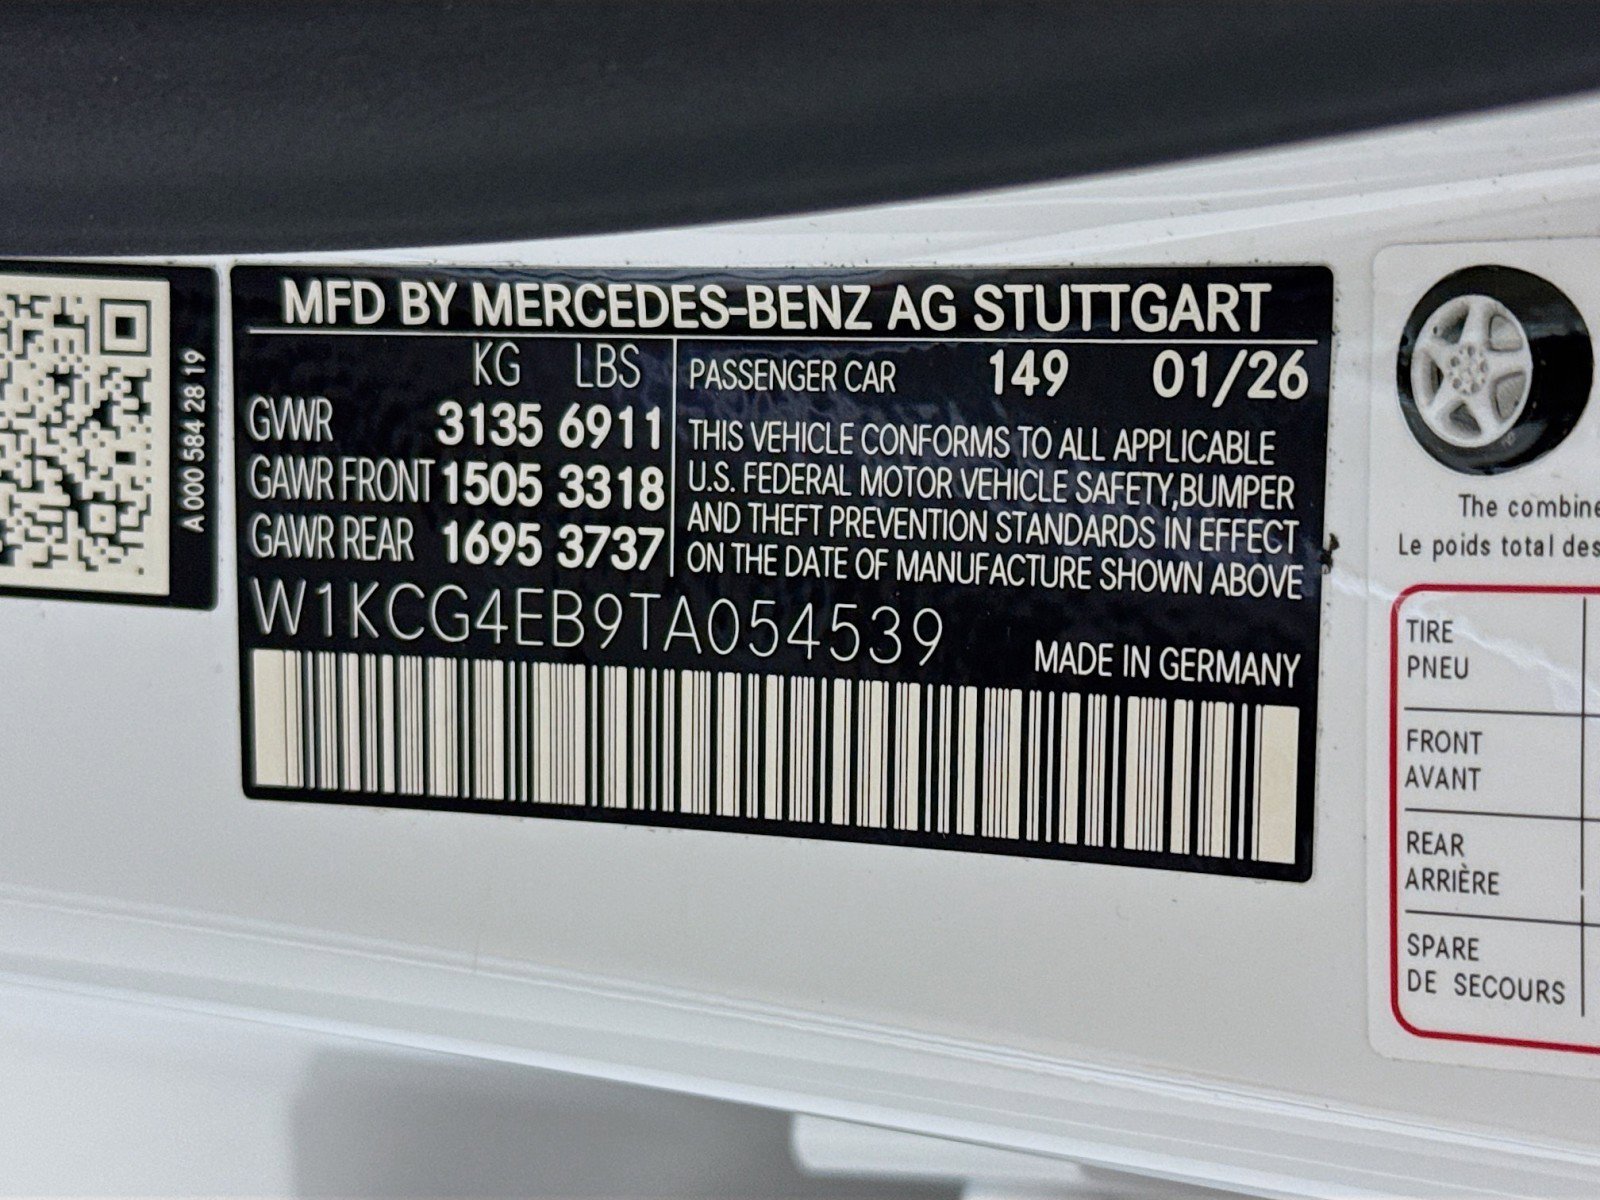 A 000 584 28 19
MFD BY MERCEDES-BENZ AG STUTTGART
KG LBS
GVWR 3135 6911
GAWR FRONT 1505 3318
GAWR REAR 1695 3737
PASSENGER CAR 149 01/26
THIS VEHICLE CONFORMS TO ALL APPLICABLE
U.S. FEDERAL MOTOR VEHICLE SAFETY,BUMPER
AND THEFT PREVENTION STANDARDS IN EFFECT
ON THE DATE OF MANUFACTURE SHOWN ABOVE
W1KCG4EB9TA054539
MADE IN GERMANY
The combine
Le poids total des
TIRE
PNEU
FRONT
AVANT
REAR
ARRIÈRE
SPARE
DE SECOURS